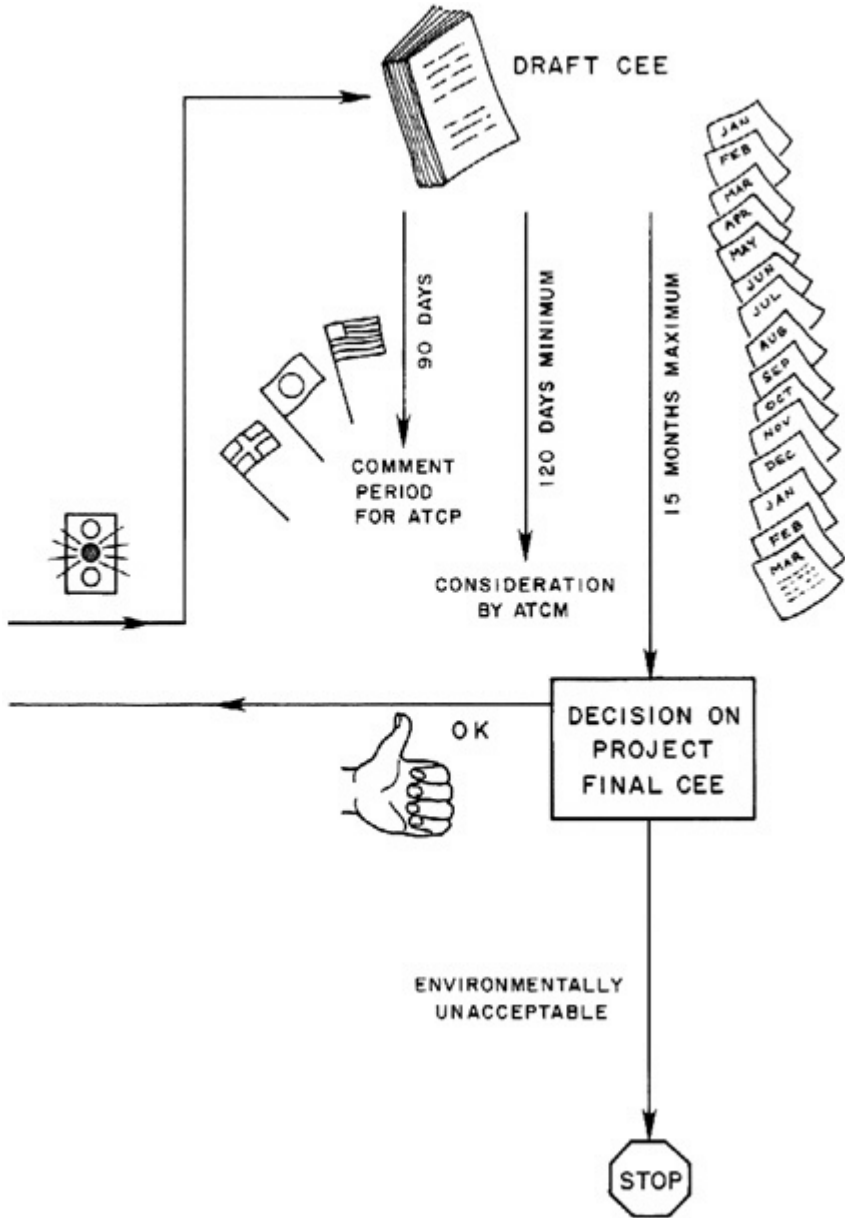 DRAFT CEE
JAN
FEB
MAR
APR
MAY
JUN
JUL
AUG
SEP
OCT
NOV
DEC
JAN
FEB
MAR
90 DAYS
120 DAYS MINIMUM
15 MONTHS MAXIMUM
COMMENT
PERIOD
FOR ATCP
CONSIDERATION
BY ATCM
OK
DECISION ON
PROJECT
FINAL CEE
ENVIRONMENTALLY
UNACCEPTABLE
STOP